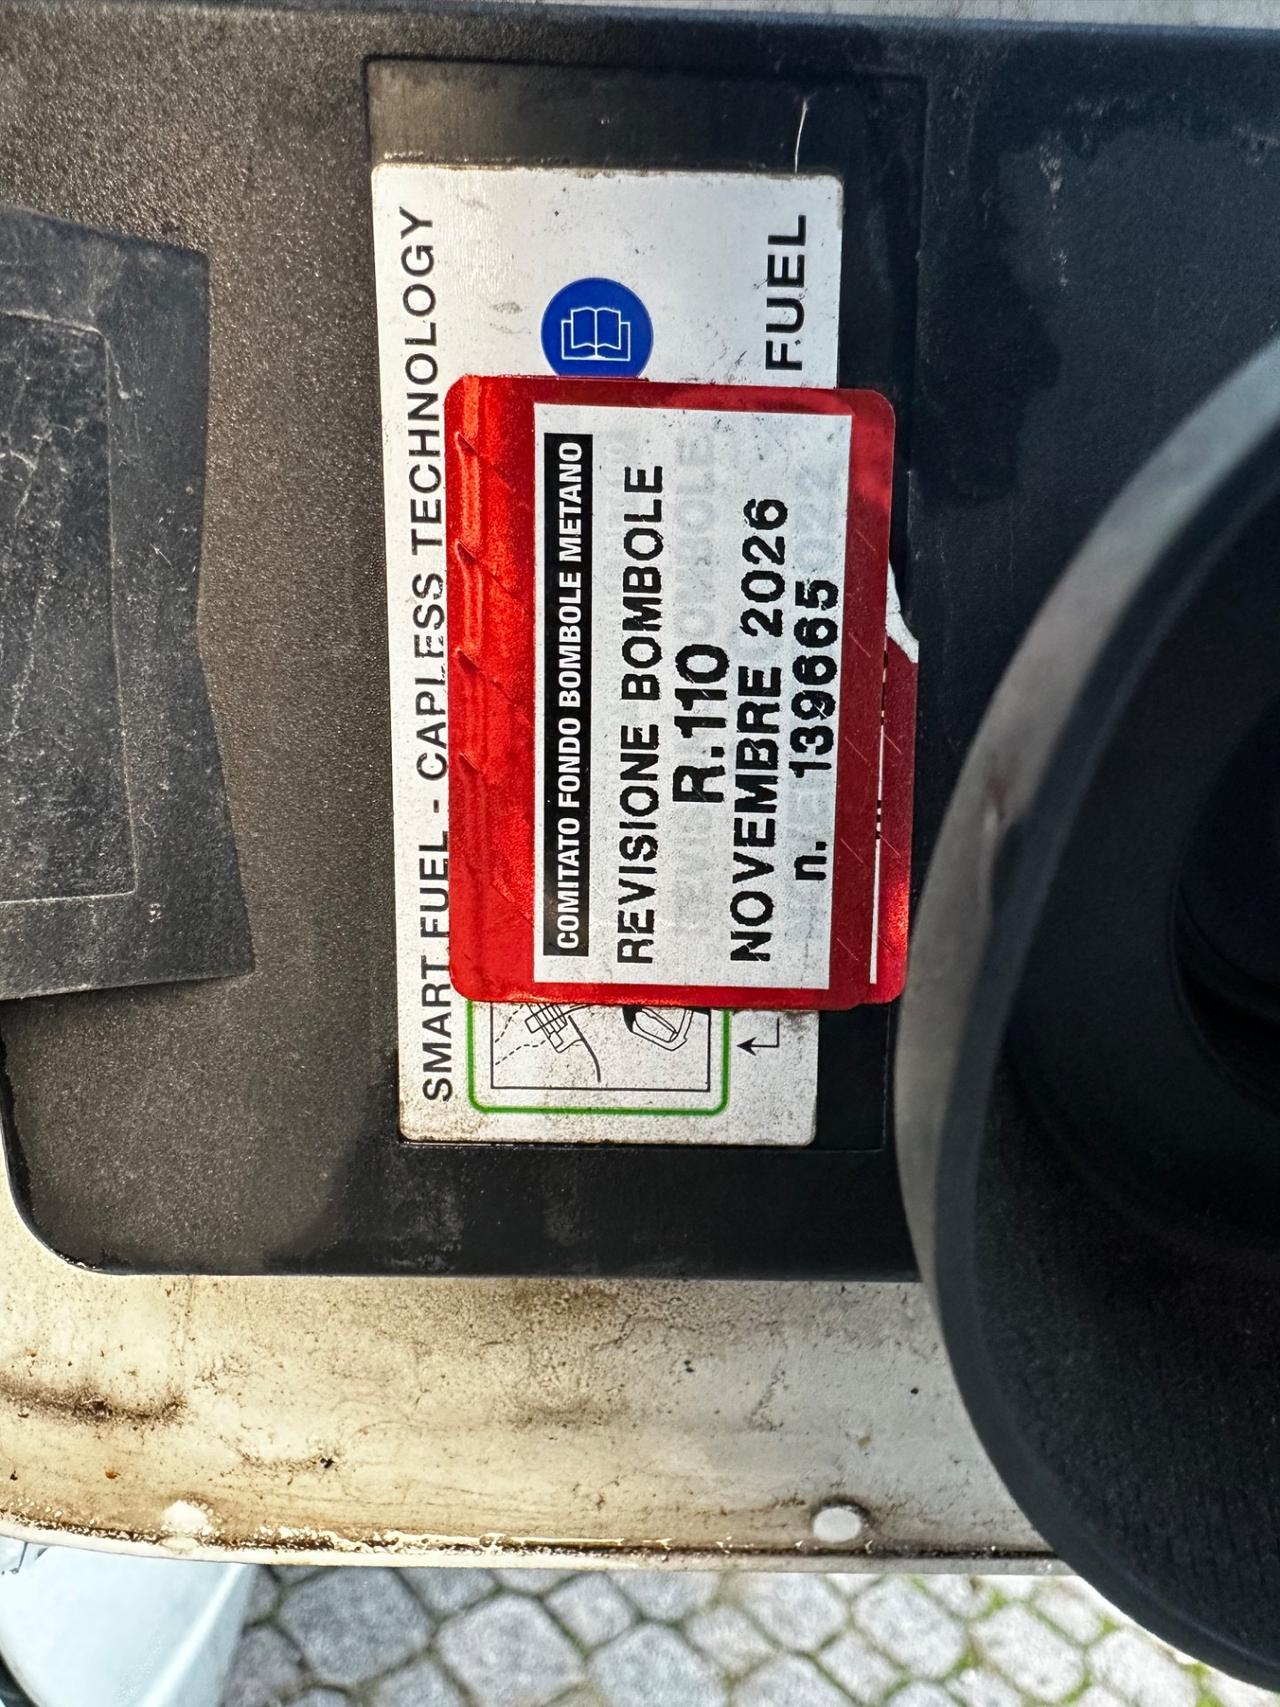 SMART FUEL - CAPLESS TECHNOLOGY
COMITATO FONDO BOMBOLE METANO
REVISIONE BOMBOLE
R.110
NOVEMBRE 2026
n. 139665
FUEL